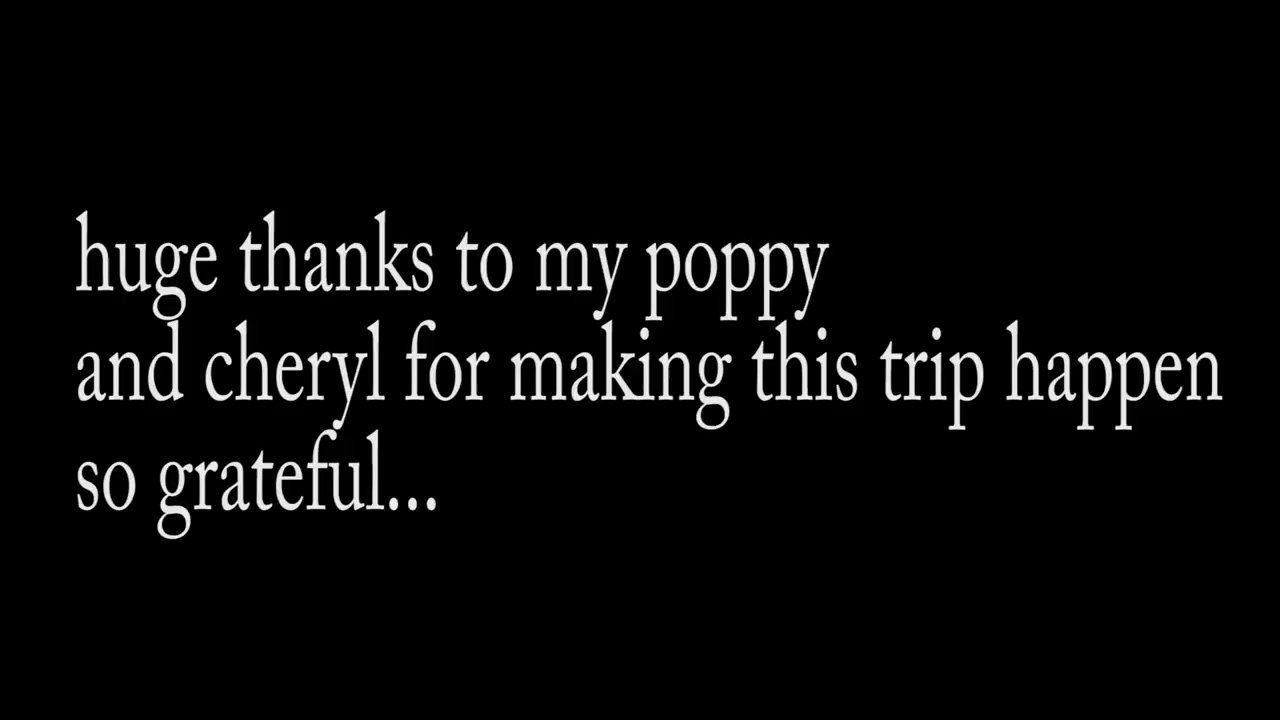 huge thanks to my poppy
and cheryl for making this trip happen
so grateful...